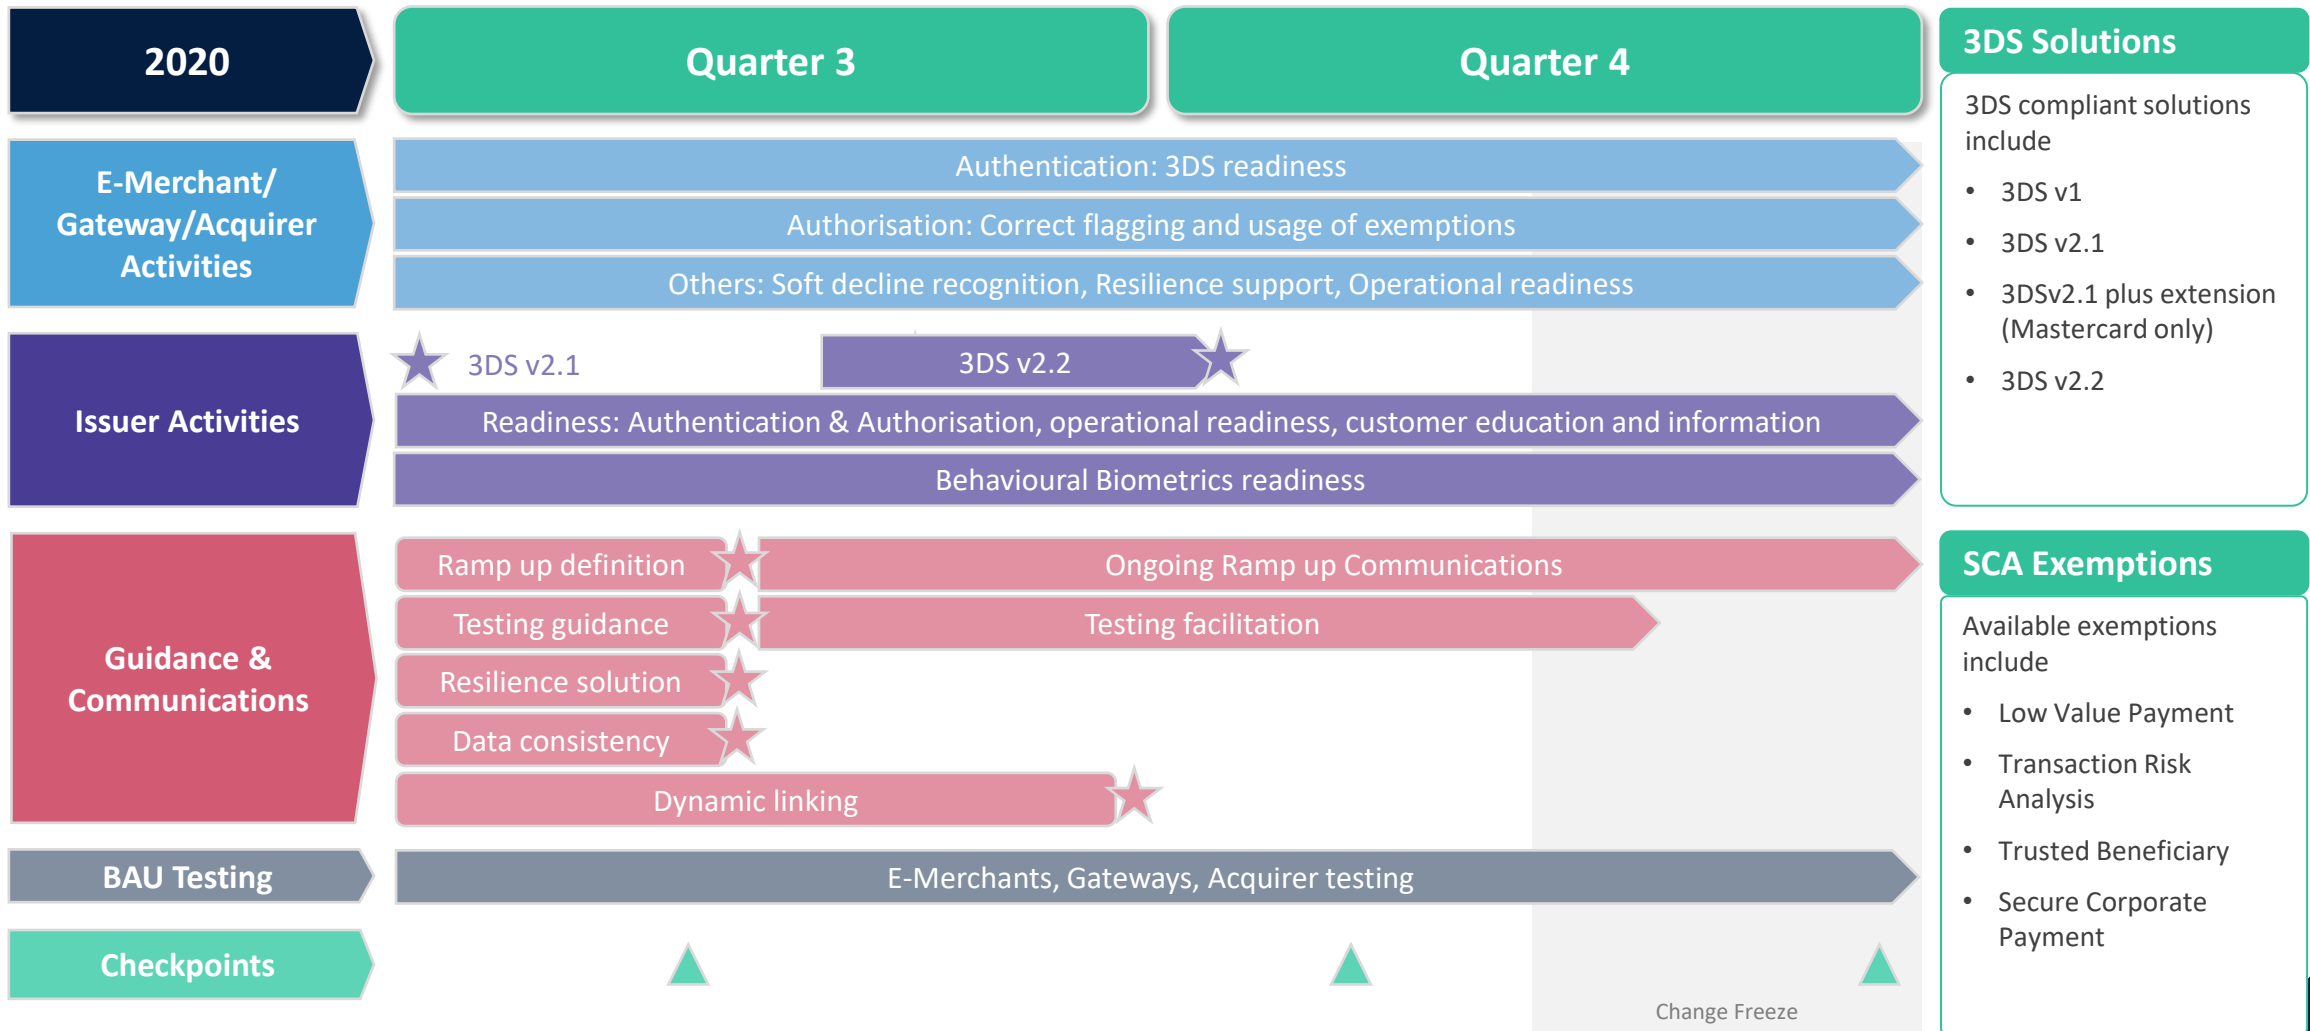 2020
Quarter 3
Quarter 4
E-Merchant/
Gateway/Acquirer
Activities
Authentication: 3DS readiness
Authorisation: Correct flagging and usage of exemptions
Others: Soft decline recognition, Resilience support, Operational readiness
Issuer Activities
3DS v2.1
3DS v2.2
Readiness: Authentication & Authorisation, operational readiness, customer education and information
Behavioural Biometrics readiness
Guidance &
Communications
Ramp up definition
Ongoing Ramp up Communications
Testing guidance
Testing facilitation
Resilience solution
Data consistency
Dynamic linking
BAU Testing
E-Merchants, Gateways, Acquirer testing
Checkpoints
Change Freeze
3DS Solutions
3DS compliant solutions
include
• 3DS v1
• 3DS v2.1
• 3DSv2.1 plus extension
(Mastercard only)
• 3DS v2.2
SCA Exemptions
Available exemptions
include
• Low Value Payment
• Transaction Risk
Analysis
• Trusted Beneficiary
• Secure Corporate
Payment